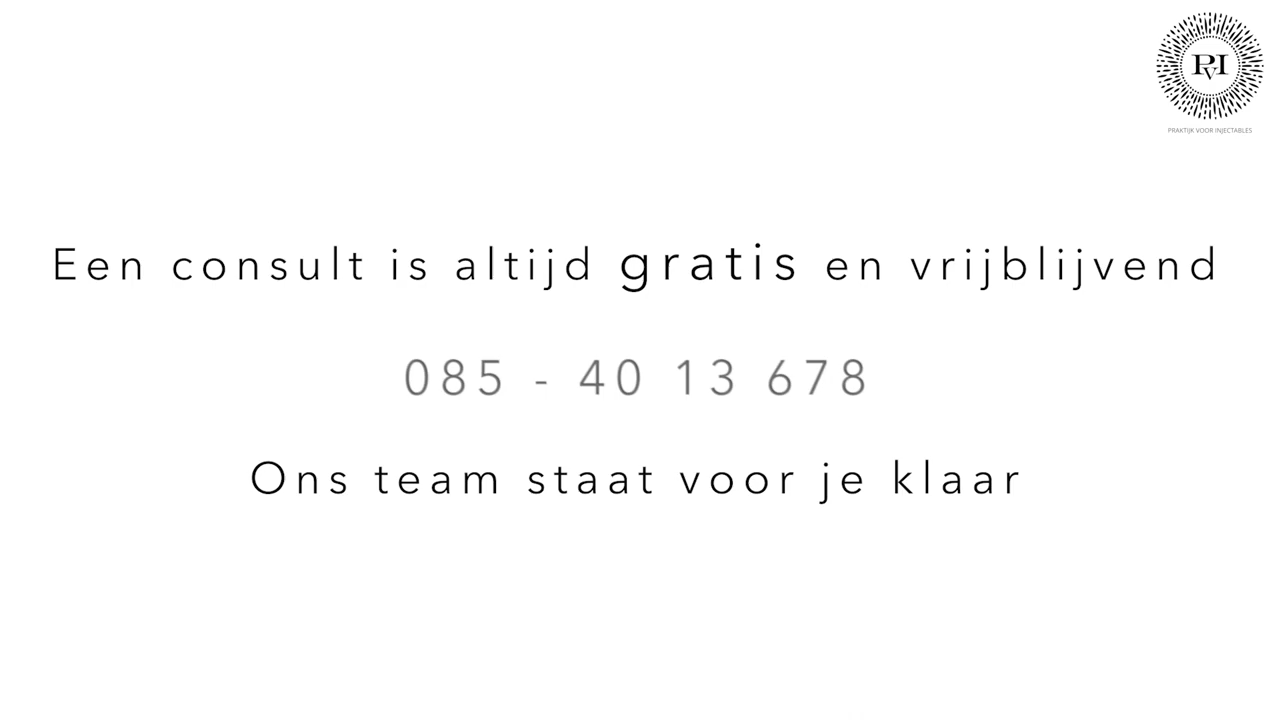 PVI
PRAKTIJK VOOR INJECTABLES
Een consult is altijd gratis en vrijblijvend
085 - 40 13 678
Ons team staat voor je klaar